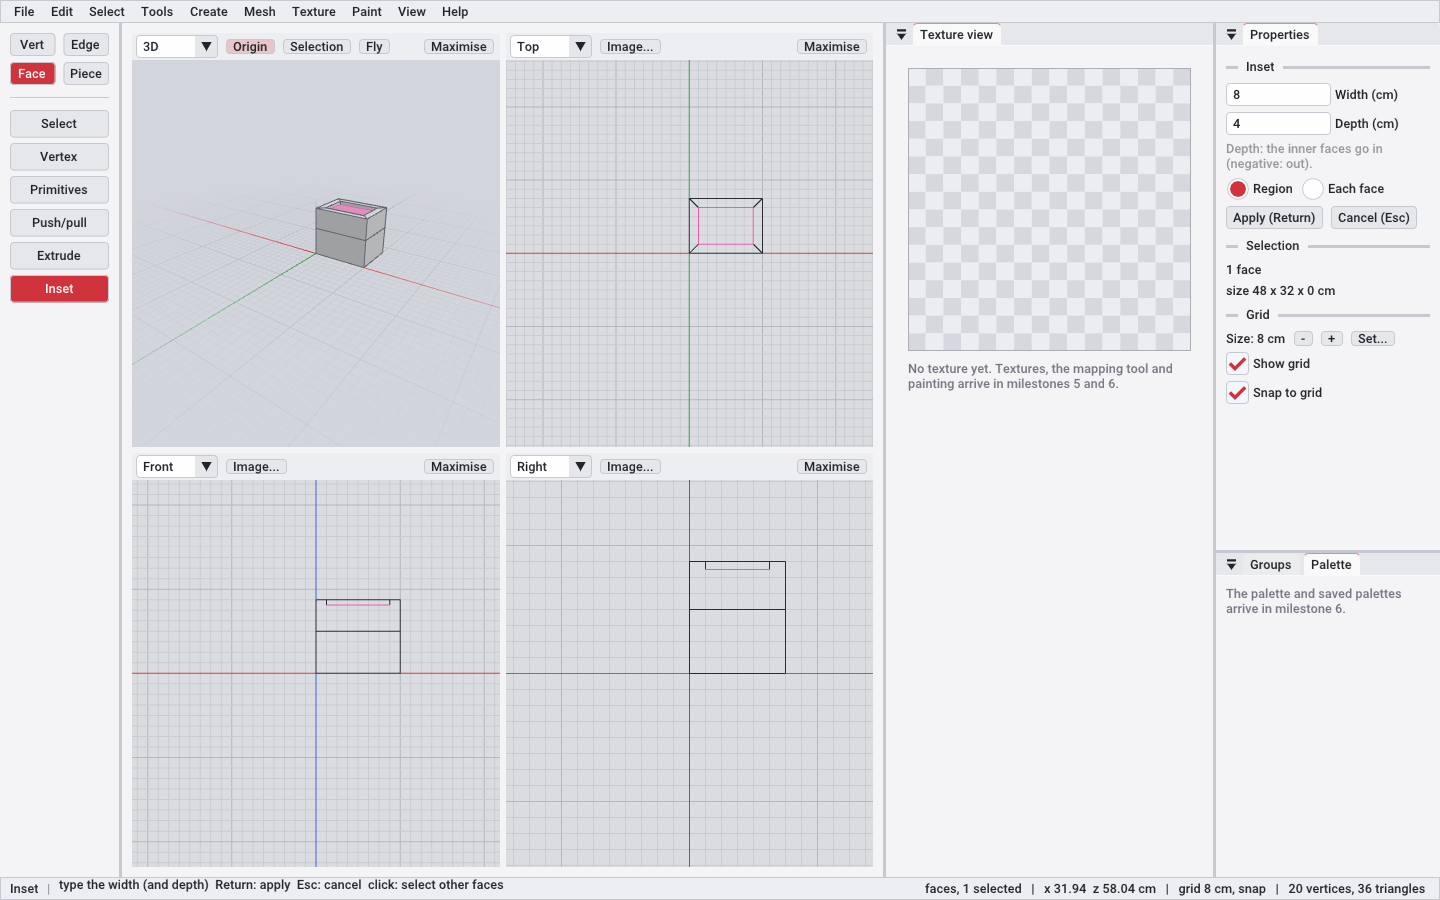 File Edit Select Tools Create Mesh Texture Paint View Help
Vert Edge
Face Piece
Select
Vertex
Primitives
Push/pull
Extrude
Inset
3D Origin Selection Fly Maximise
Top Image... Maximise
Front Image... Maximise
Right Image... Maximise
Texture view
No texture yet. Textures, the mapping tool and
painting arrive in milestones 5 and 6.
Properties
Inset
8 Width (cm)
4 Depth (cm)
Depth: the inner faces go in
(negative: out).
Region Each face
Apply (Return) Cancel (Esc)
Selection
1 face
size 48 x 32 x 0 cm
Grid
Size: 8 cm - + Set...
Show grid
Snap to grid
Groups Palette
The palette and saved palettes
arrive in milestone 6.
Inset | type the width (and depth) Return: apply Esc: cancel click: select other faces
faces, 1 selected | x 31.94 z 58.04 cm | grid 8 cm, snap | 20 vertices, 36 triangles